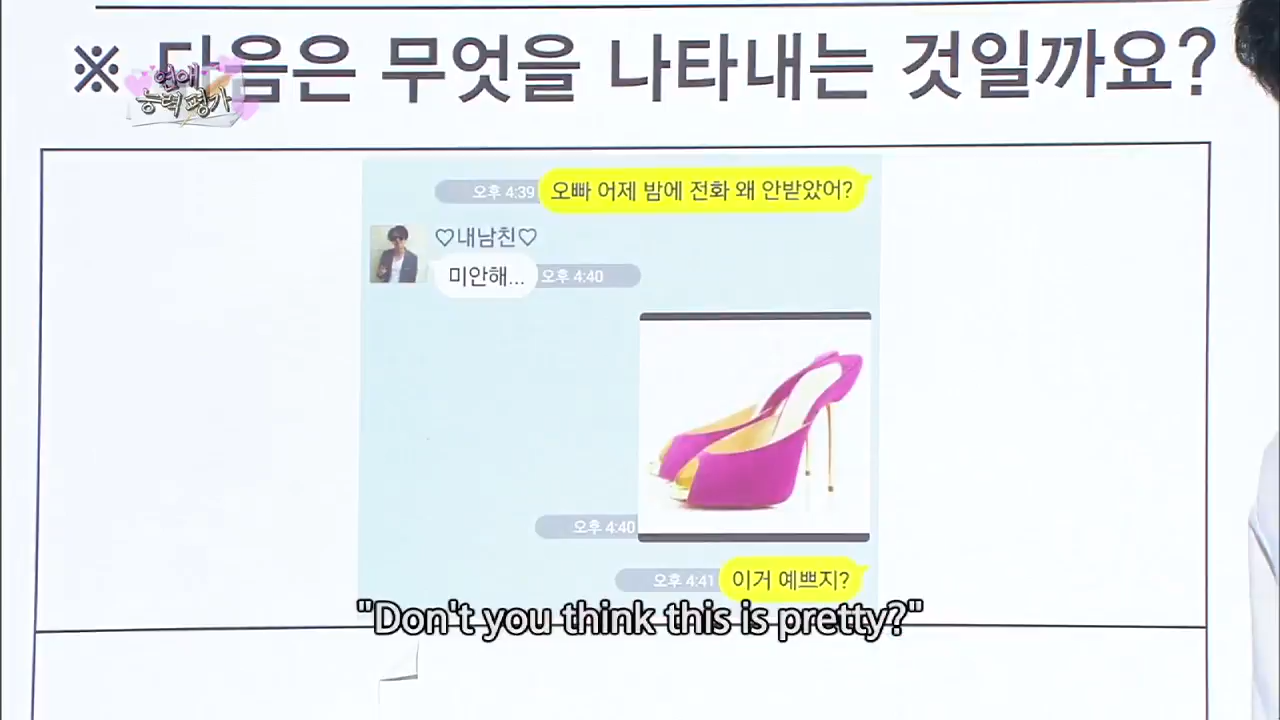 ※ 다음은 무엇을 나타내는 것일까요?
연애
능력평가
오후 4:39 오빠 어제 밤에 전화 왜 안받았어?
♡내남친♡
미안해... 오후 4:40
오후 4:40
오후 4:41 이거 예쁘지?
"Don't you think this is pretty?"